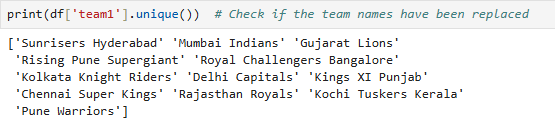 print(df['team1'].unique())  # Check if the team names have been replaced
['Sunrisers Hyderabad' 'Mumbai Indians' 'Gujarat Lions'
 'Rising Pune Supergiant' 'Royal Challengers Bangalore'
 'Kolkata Knight Riders' 'Delhi Capitals' 'Kings XI Punjab'
 'Chennai Super Kings' 'Rajasthan Royals' 'Kochi Tuskers Kerala'
 'Pune Warriors']